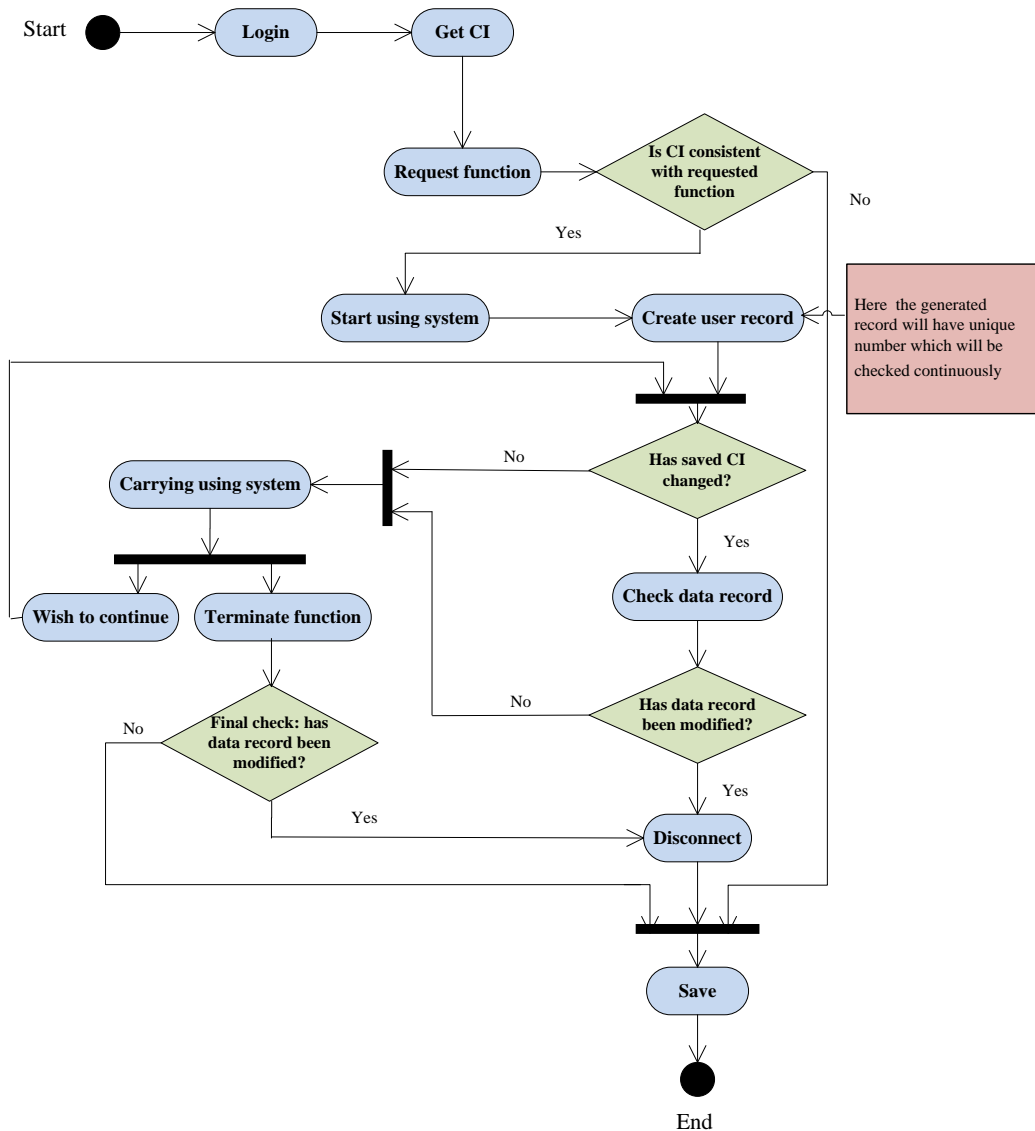 Start
Login
Get CI
Request function
Is CI consistent
with requested
function
No
Yes
Start using system
Create user record
Here the generated
record will have unique
number which will be
checked continuously
Has saved CI
changed?
No
Carrying using system
Yes
Check data record
Wish to continue
Terminate function
Has data record
been modified?
No
Final check: has
data record been
modified?
No
Yes
Yes
Disconnect
Save
End